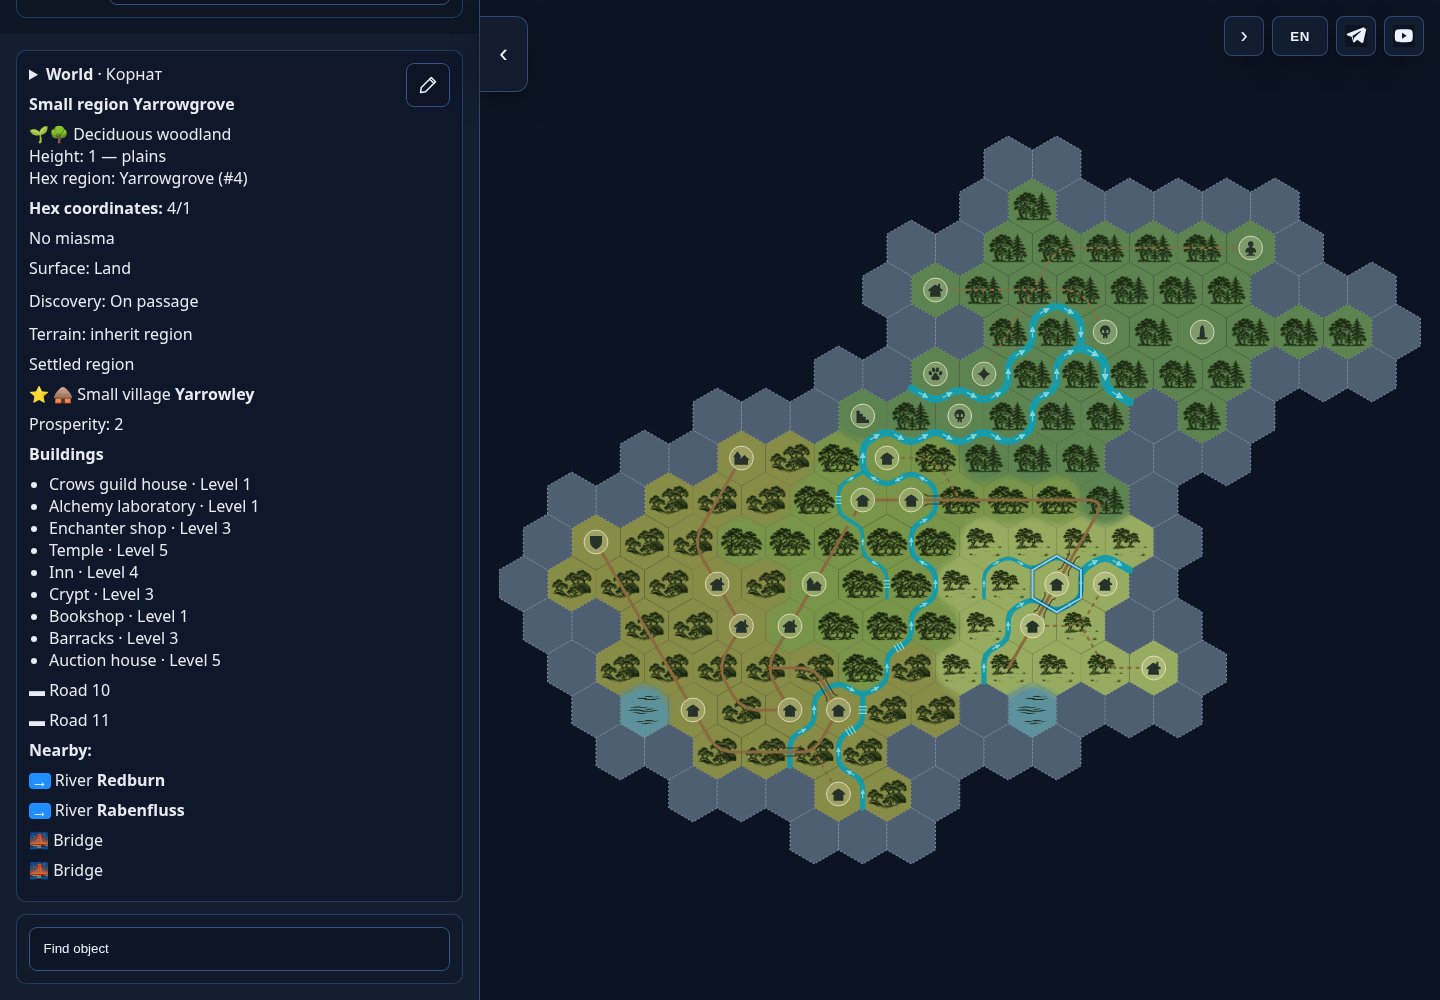 World · Корнат
Small region Yarrowgrove
Deciduous woodland
Height: 1 — plains
Hex region: Yarrowgrove (#4)
Hex coordinates: 4/1
No miasma
Surface: Land
Discovery: On passage
Terrain: inherit region
Settled region
Small village Yarrowley
Prosperity: 2
Buildings
Crows guild house · Level 1
Alchemy laboratory · Level 1
Enchanter shop · Level 3
Temple · Level 5
Inn · Level 4
Crypt · Level 3
Bookshop · Level 1
Barracks · Level 3
Auction house · Level 5
Road 10
Road 11
Nearby:
River Redburn
River Rabenfluss
Bridge
Bridge
Find object
EN